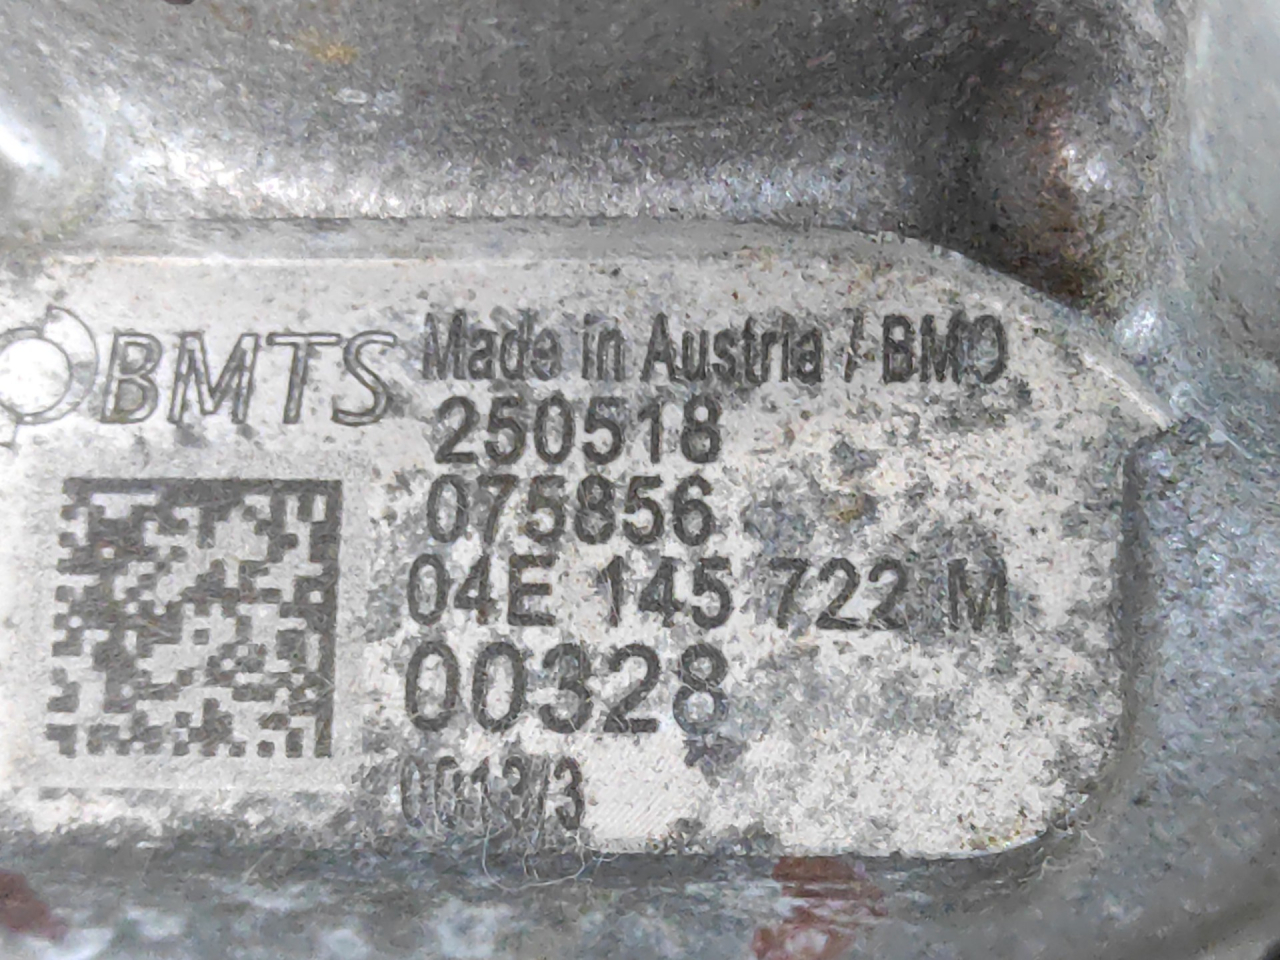 BMTS Made in Austria / BMO
250518
075856
04E 145 722 M
00328